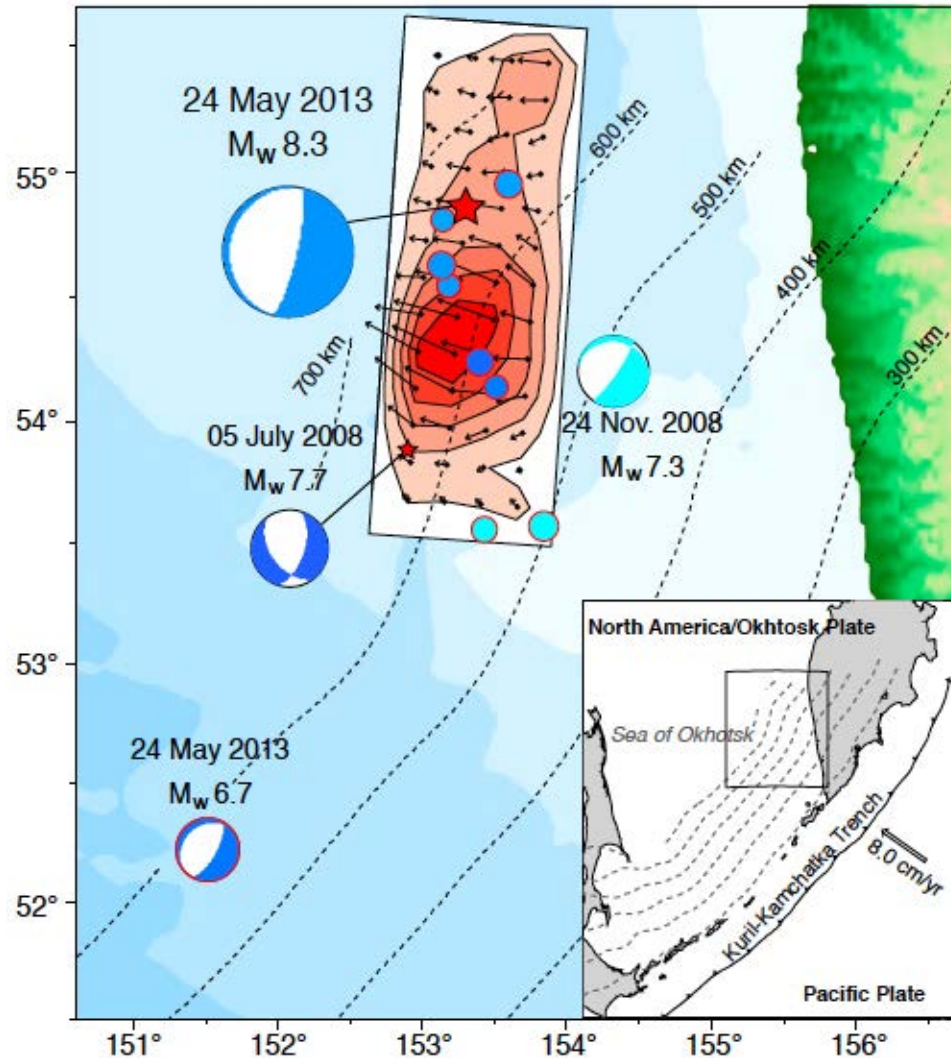 24 May 2013
Mw 8.3
600 km
500 km
400 km
300 km
700 km
05 July 2008
Mw 7.7
24 Nov. 2008
Mw 7.3
24 May 2013
Mw 6.7
55°
54°
53°
52°
151°
152°
153°
154°
155°
156°
North America/Okhtosk Plate
Sea of Okhotsk
Kuril-Kamchatka Trench
8.0 cm/yr
Pacific Plate